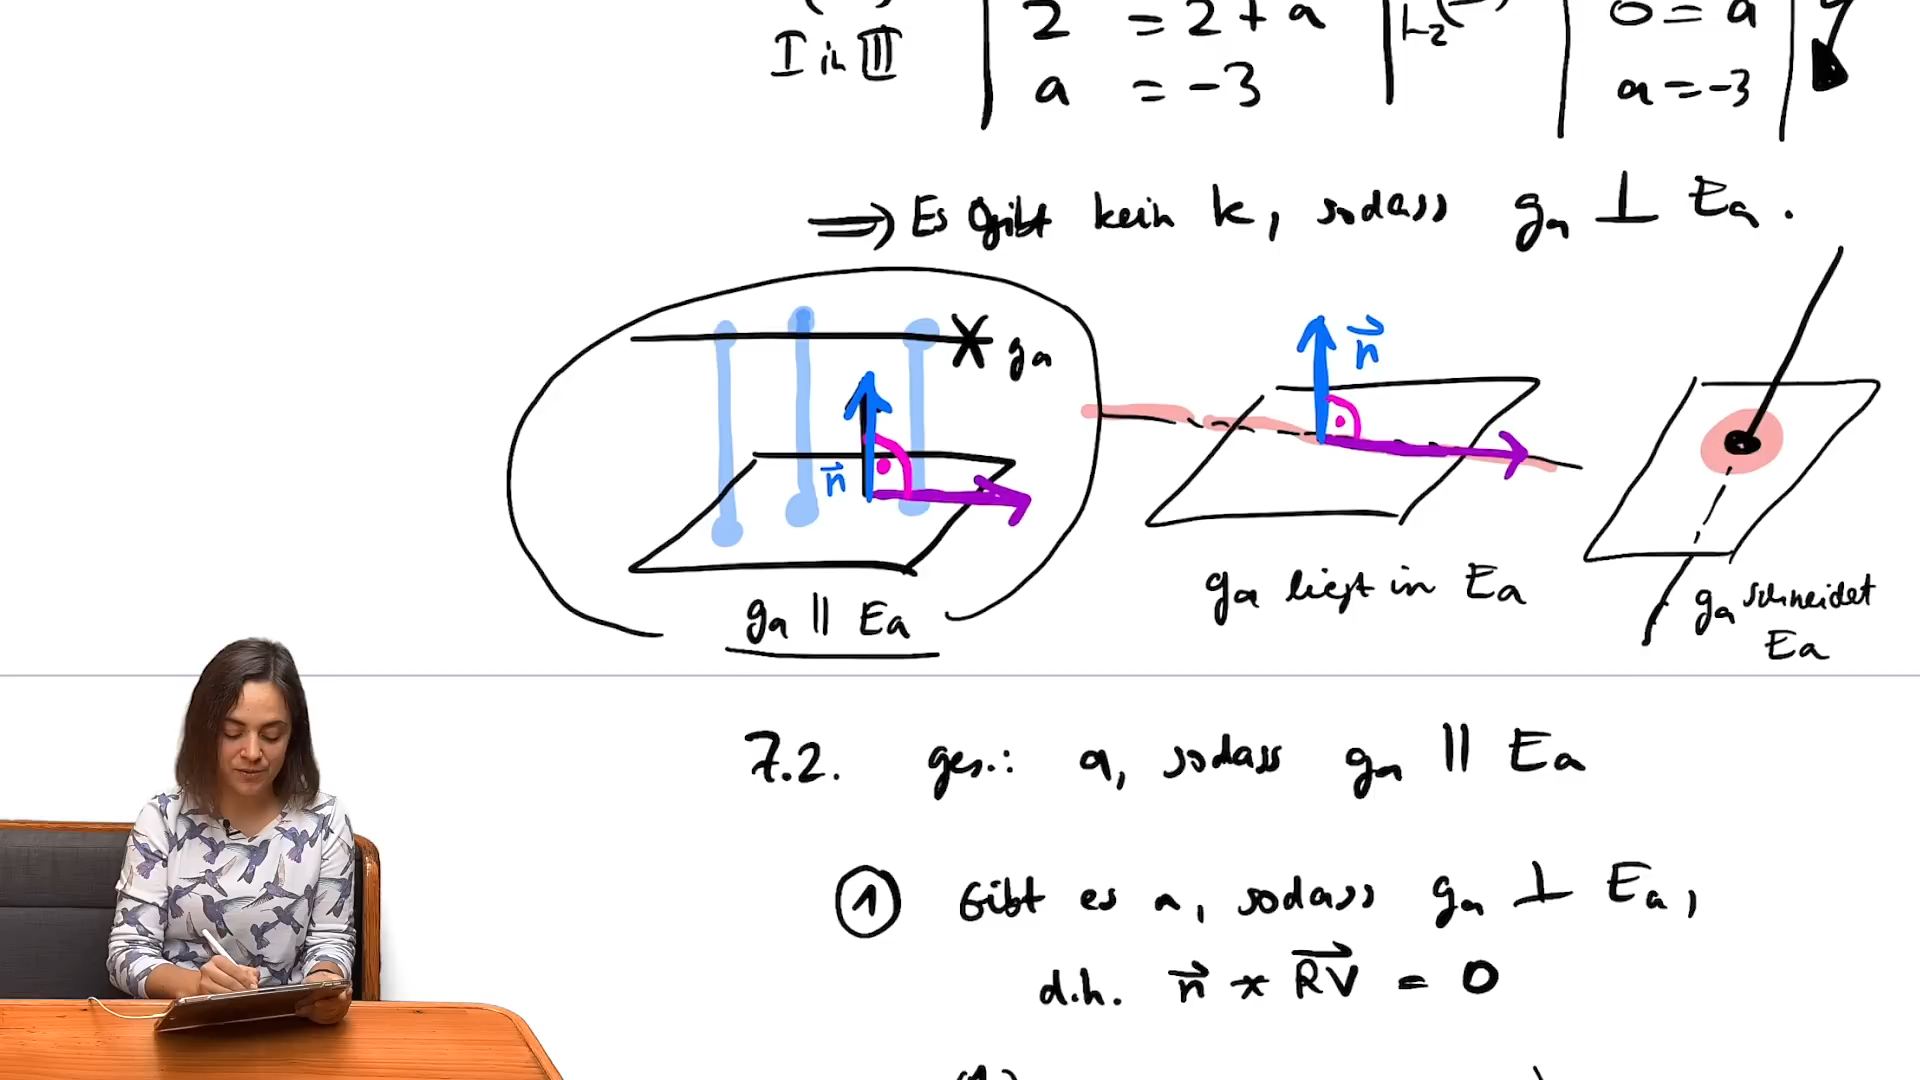 I in III
2 = 2 + a
a = -3
0 = a
a = -3
⇒ Es gibt kein k, sodass gₐ ⊥ Eₐ.
gₐ
n⃗
n⃗
gₐ || Eₐ
gₐ liegt in Eₐ
gₐ schneidet
Eₐ
7.2. ges.: a, sodass gₐ || Eₐ
① Gibt es a, sodass gₐ ⊥ Eₐ,
d.h. n⃗ * RV⃗ = 0